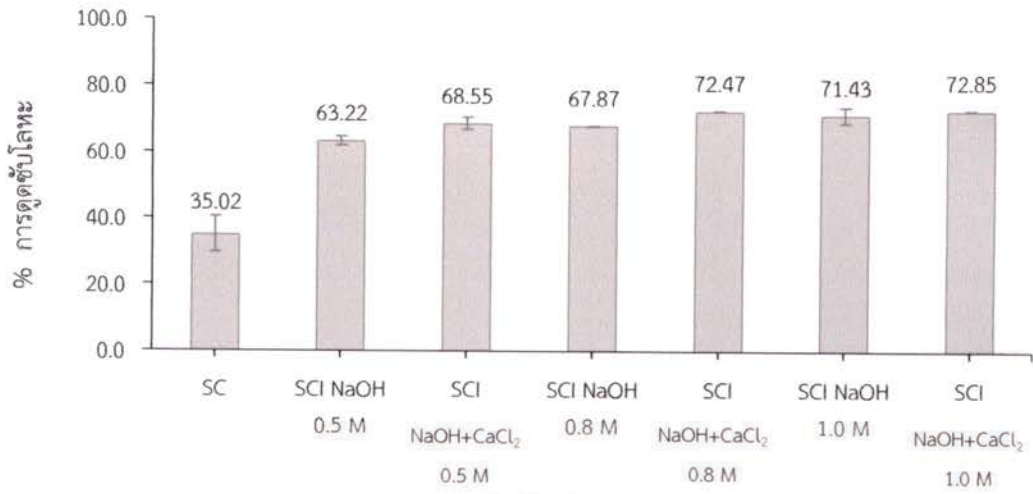 % การดูดซับโลหะ
100.0
80.0
60.0
40.0
20.0
0.0
35.02
63.22
68.55
67.87
72.47
71.43
72.85
SC
SCI NaOH
0.5 M
SCI
NaOH+CaCl₂
0.5 M
SCI NaOH
0.8 M
SCI
NaOH+CaCl₂
0.8 M
SCI NaOH
1.0 M
SCI
NaOH+CaCl₂
1.0 M